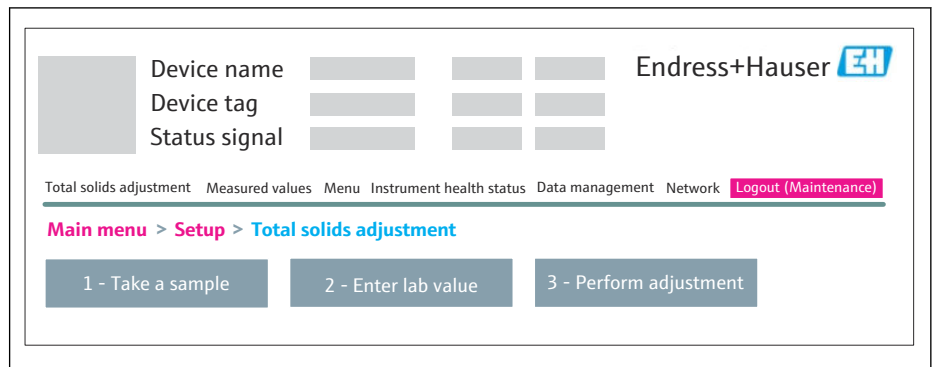 Device name
Endress+Hauser EH
Device tag
Status signal
Total solids adjustment Measured values Menu Instrument health status Data management Network Logout (Maintenance)
Main menu > Setup > Total solids adjustment
1 - Take a sample 2 - Enter lab value 3 - Perform adjustment